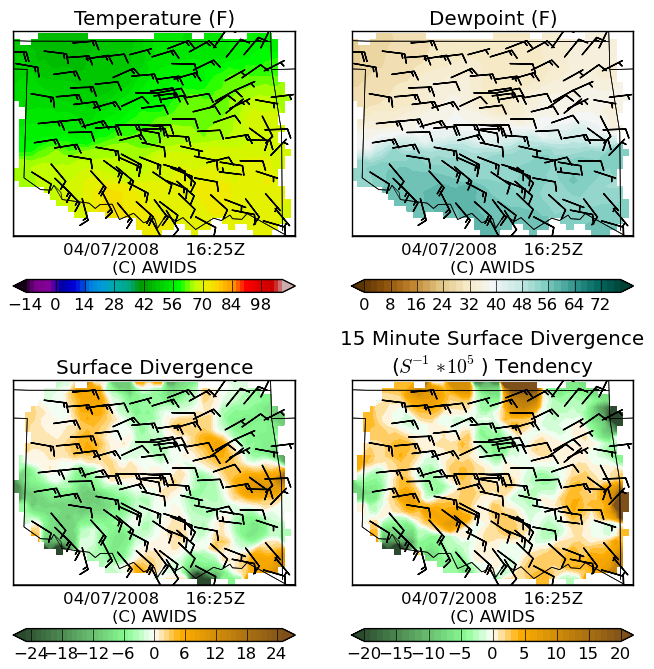 Temperature (F)
Dewpoint (F)
04/07/2008 16:25Z
(C) AWIDS
−14 0 14 28 42 56 70 84 98
04/07/2008 16:25Z
(C) AWIDS
0 8 16 24 32 40 48 56 64 72
Surface Divergence
15 Minute Surface Divergence
(S⁻¹ *10⁵ ) Tendency
04/07/2008 16:25Z
(C) AWIDS
−24 −18 −12 −6 0 6 12 18 24
04/07/2008 16:25Z
(C) AWIDS
−20 −15 −10 −5 0 5 10 15 20